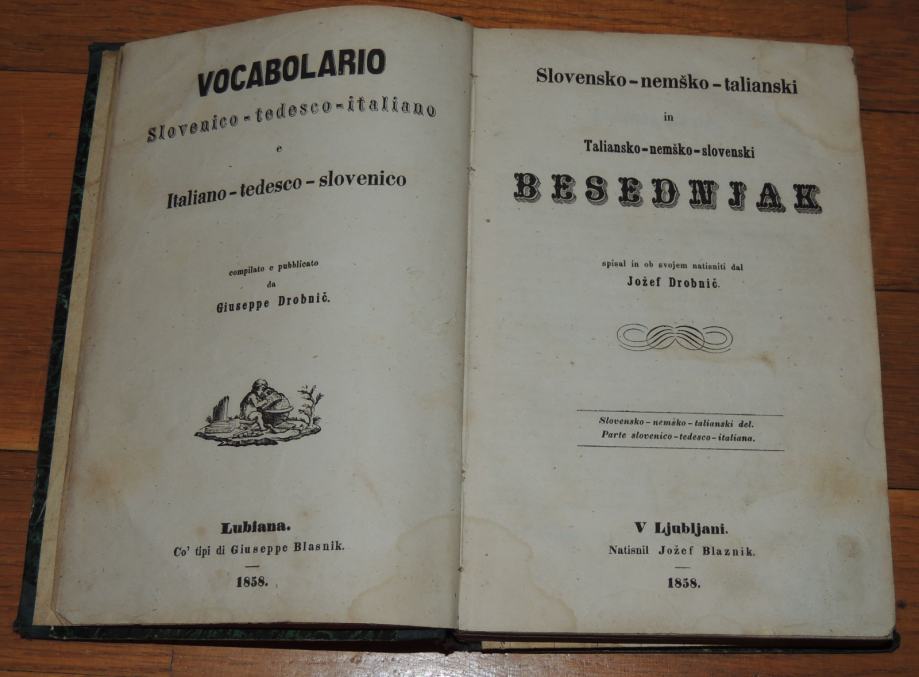 VOCABOLARIO
Slovenico-tedesco-italiano
e
Italiano-tedesco-slovenico
compilato e pubblicato
da
Giuseppe Drobnič.
Lubiana.
Co' tipi di Giuseppe Blasnik.
1858.
Slovensko-nemško-talianski
in
Taliansko-nemško-slovenski
BESEDNJAK
spisal in ob svojem natisniti dal
Jožef Drobnič.
Slovensko-nemško-talianski del.
Parte slovenico-tedesco-italiana.
V Ljubljani.
Natisnil Jožef Blaznik.
1858.